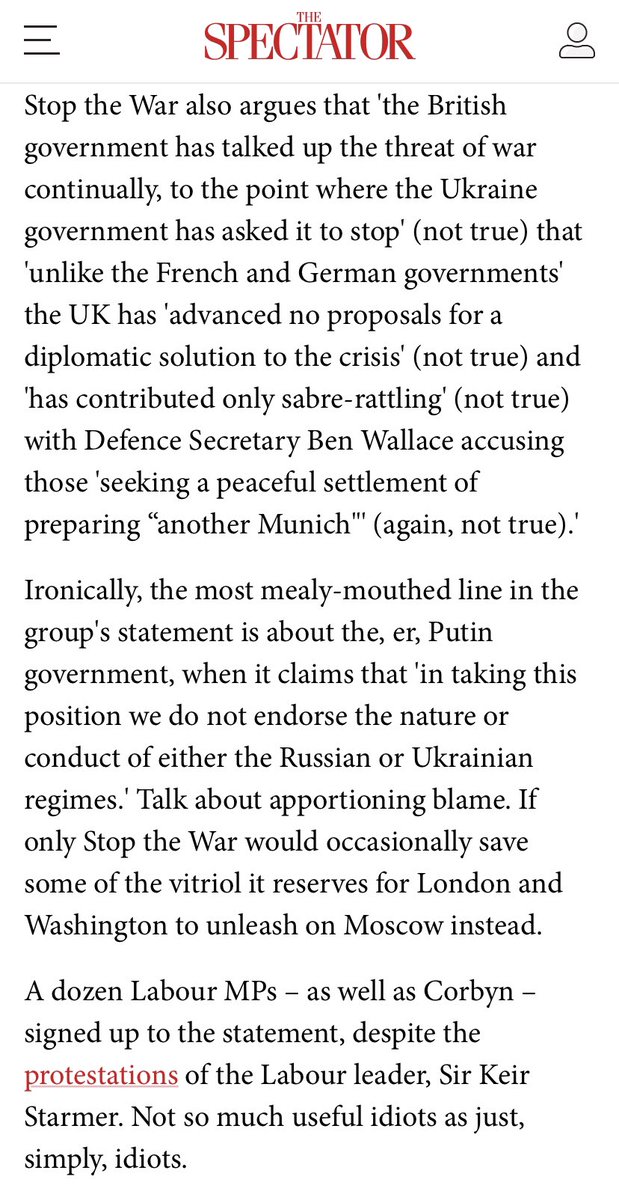 THE
SPECTATOR
Stop the War also argues that 'the British
government has talked up the threat of war
continually, to the point where the Ukraine
government has asked it to stop' (not true) that
'unlike the French and German governments'
the UK has 'advanced no proposals for a
diplomatic solution to the crisis' (not true) and
'has contributed only sabre-rattling' (not true)
with Defence Secretary Ben Wallace accusing
those 'seeking a peaceful settlement of
preparing “another Munich"' (again, not true).'
Ironically, the most mealy-mouthed line in the
group's statement is about the, er, Putin
government, when it claims that 'in taking this
position we do not endorse the nature or
conduct of either the Russian or Ukrainian
regimes.' Talk about apportioning blame. If
only Stop the War would occasionally save
some of the vitriol it reserves for London and
Washington to unleash on Moscow instead.
A dozen Labour MPs – as well as Corbyn –
signed up to the statement, despite the
protestations of the Labour leader, Sir Keir
Starmer. Not so much useful idiots as just,
simply, idiots.